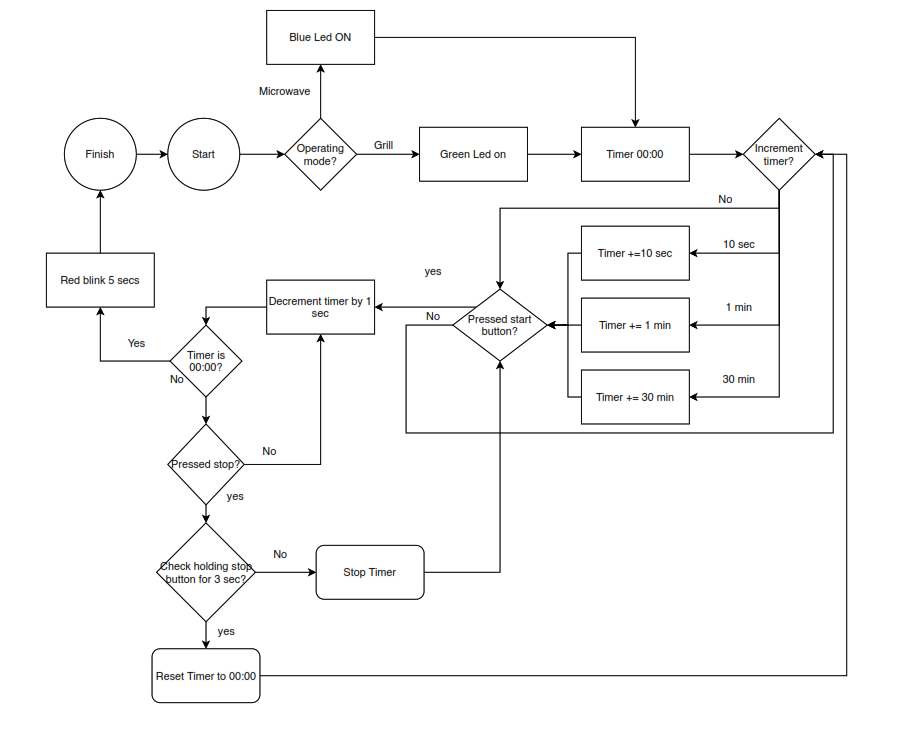 Blue Led ON
Microwave
Finish
Start
Operating
mode?
Grill
Green Led on
Timer 00:00
Increment
timer?
No
10 sec
Timer +=10 sec
Red blink 5 secs
yes
Decrement timer by 1
sec
No
Pressed start
button?
1 min
Timer += 1 min
Yes
Timer is
00:00?
No
30 min
Timer += 30 min
Pressed stop?
No
yes
Check holding stop
button for 3 sec?
No
Stop Timer
yes
Reset Timer to 00:00